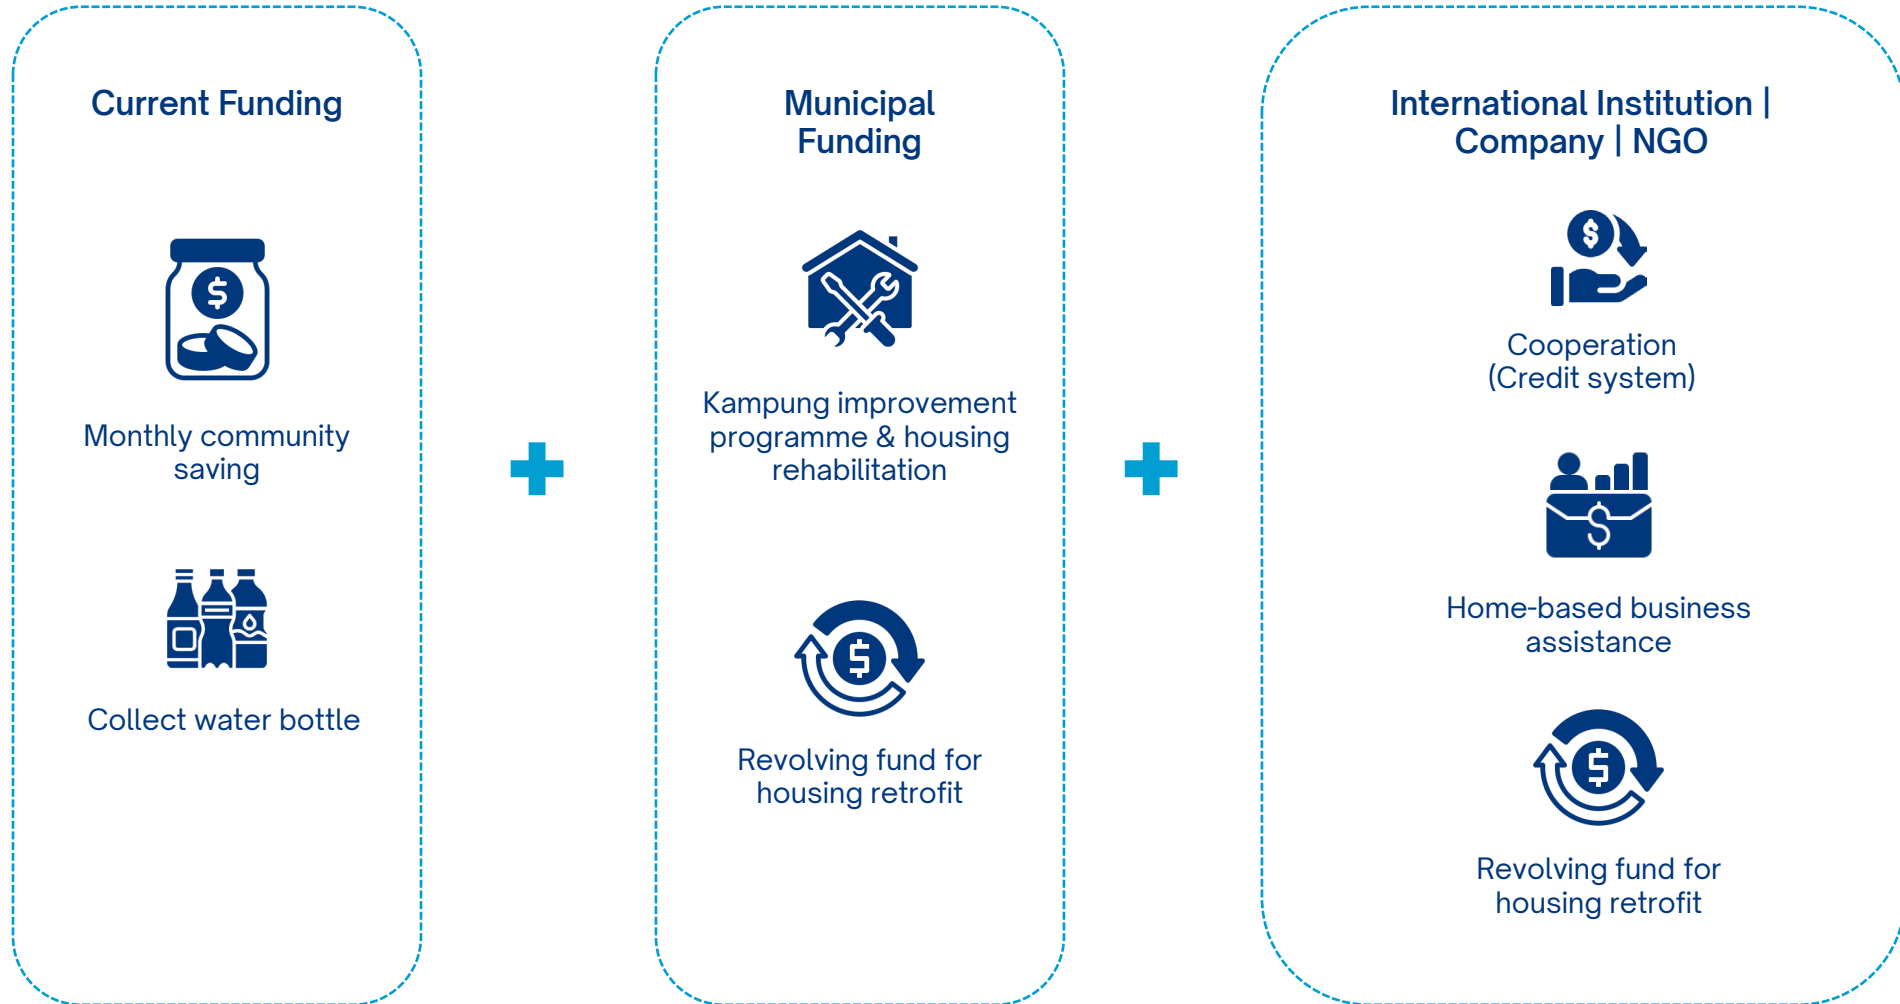 Current Funding
Monthly community
saving
Collect water bottle
Municipal
Funding
Kampung improvement
programme & housing
rehabilitation
Revolving fund for
housing retrofit
International Institution |
Company | NGO
Cooperation
(Credit system)
Home-based business
assistance
Revolving fund for
housing retrofit